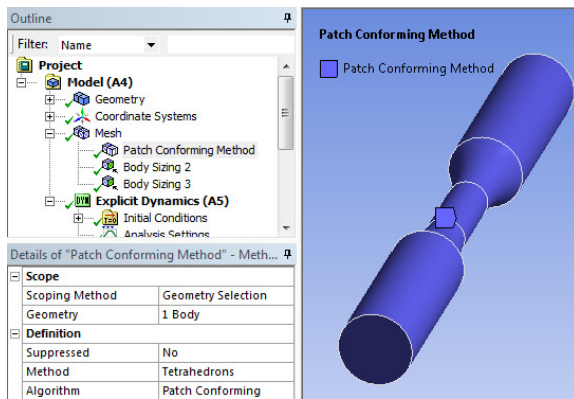 Outline
Filter: Name
Project
Model (A4)
Geometry
Coordinate Systems
Mesh
Patch Conforming Method
Body Sizing 2
Body Sizing 3
Explicit Dynamics (A5)
Initial Conditions
Analysis Settings
Details of "Patch Conforming Method" - Meth...
Scope
Scoping Method Geometry Selection
Geometry 1 Body
Definition
Suppressed No
Method Tetrahedrons
Algorithm Patch Conforming
Patch Conforming Method
Patch Conforming Method